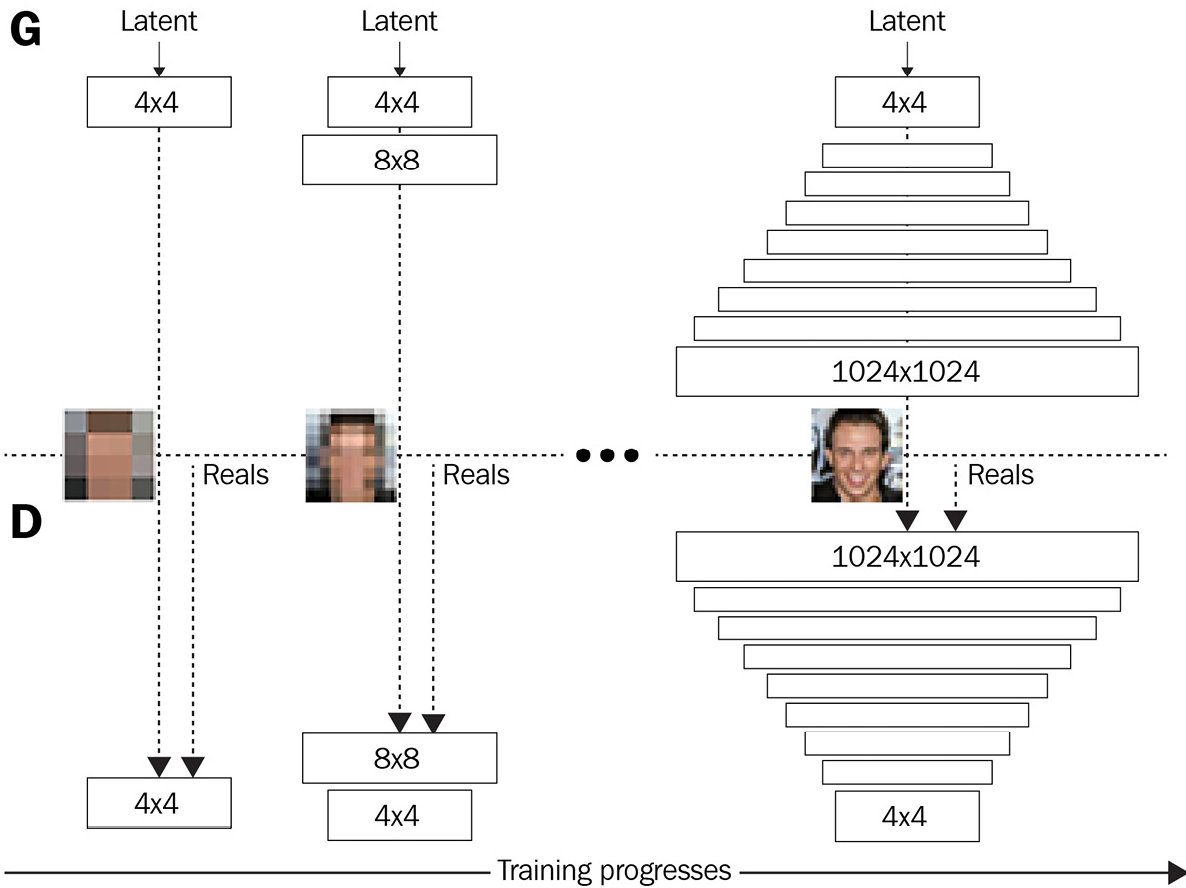 G
Latent
Latent
Latent
4x4
4x4
4x4
8x8
1024x1024
Reals
Reals
Reals
D
1024x1024
8x8
4x4
4x4
4x4
Training progresses